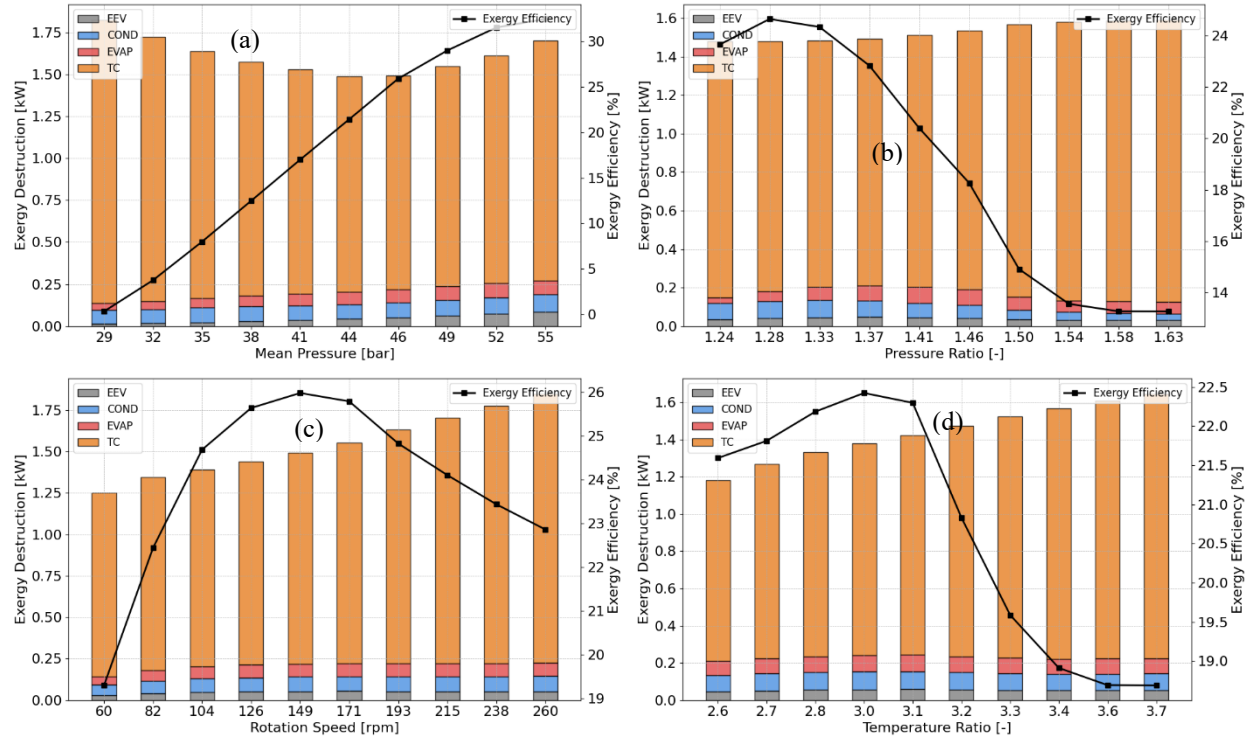 EEV
COND
EVAP
TC
Exergy Efficiency
(a)
Exergy Destruction [kW]
0.00
0.25
0.50
0.75
1.00
1.25
1.50
1.75
29 32 35 38 41 44 46 49 52 55
Mean Pressure [bar]
0
5
10
15
20
25
30
Exergy Efficiency [%]
EEV
COND
EVAP
TC
Exergy Efficiency
(b)
Exergy Destruction [kW]
0.0
0.2
0.4
0.6
0.8
1.0
1.2
1.4
1.6
1.24 1.28 1.33 1.37 1.41 1.46 1.50 1.54 1.58 1.63
Pressure Ratio [-]
14
16
18
20
22
24
Exergy Efficiency [%]
EEV
COND
EVAP
TC
Exergy Efficiency
(c)
Exergy Destruction [kW]
0.00
0.25
0.50
0.75
1.00
1.25
1.50
1.75
60 82 104 126 149 171 193 215 238 260
Rotation Speed [rpm]
19
20
21
22
23
24
25
26
Exergy Efficiency [%]
EEV
COND
EVAP
TC
Exergy Efficiency
(d)
Exergy Destruction [kW]
0.0
0.2
0.4
0.6
0.8
1.0
1.2
1.4
1.6
2.6 2.7 2.8 3.0 3.1 3.2 3.3 3.4 3.6 3.7
Temperature Ratio [-]
19.0
19.5
20.0
20.5
21.0
21.5
22.0
22.5
Exergy Efficiency [%]